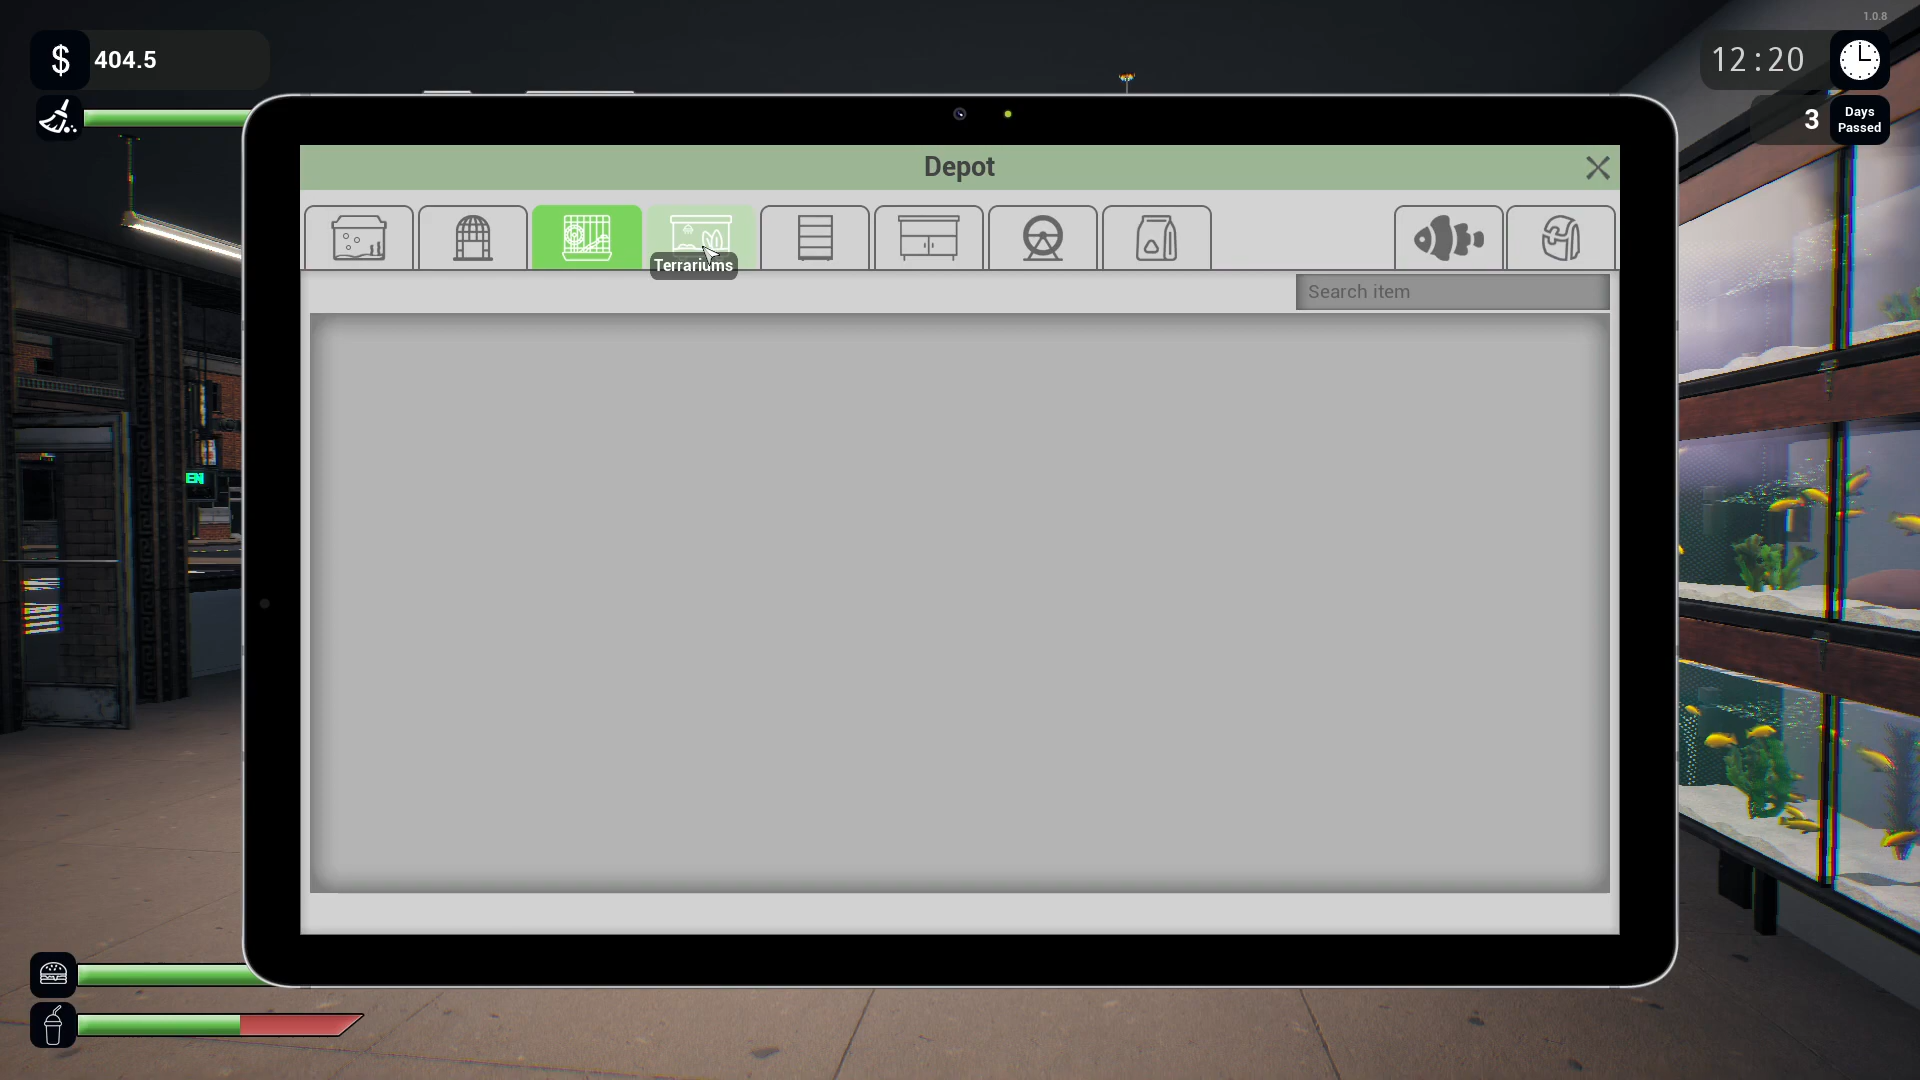 1.0.8
$ 404.5
12:20
3 Days Passed
Depot
Terrariums
Search item
EN